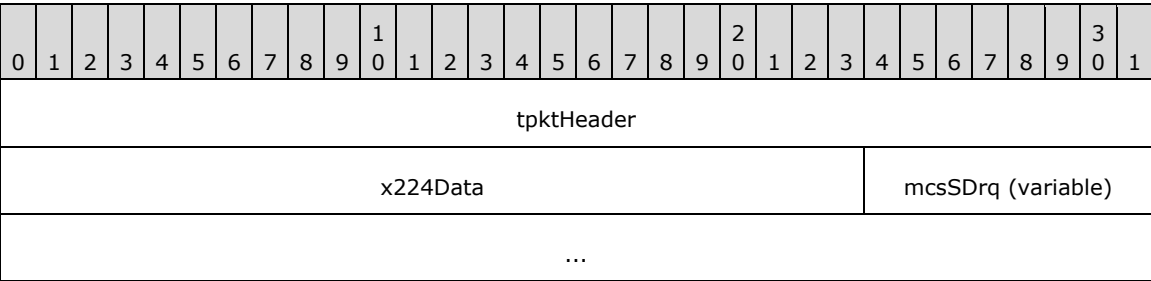 1 2 3
0 1 2 3 4 5 6 7 8 9 0 1 2 3 4 5 6 7 8 9 0 1 2 3 4 5 6 7 8 9 0 1
tpktHeader
x224Data mcsSDrq (variable)
...